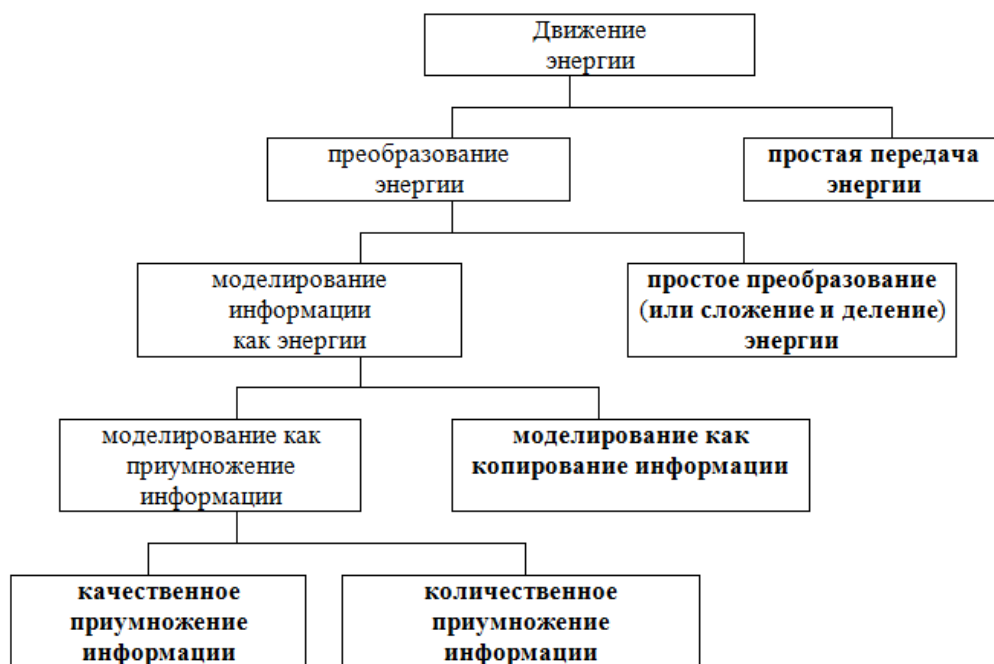 Движение
энергии
преобразование
энергии
простая передача
энергии
моделирование
информации
как энергии
простое преобразование
(или сложение и деление)
энергии
моделирование как
приумножение
информации
моделирование как
копирование информации
качественное
приумножение
информации
количественное
приумножение
информации